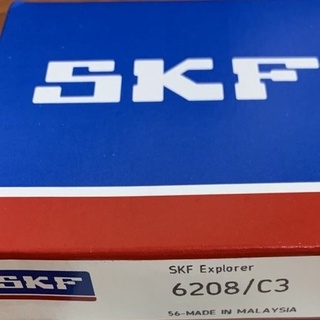 SKF
SKF
SKF Explorer
6208/C3
56-MADE IN MALAYSIA